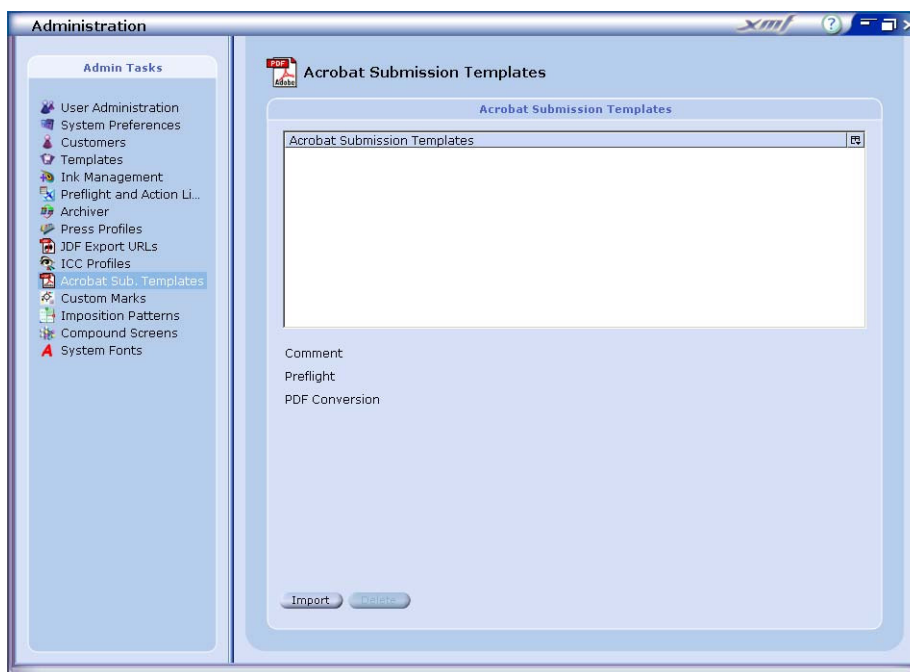 Administration
xmf
?
Admin Tasks
User Administration
System Preferences
Customers
Templates
Ink Management
Preflight and Action Li...
Archiver
Press Profiles
JDF Export URLs
ICC Profiles
Acrobat Sub. Templates
Custom Marks
Imposition Patterns
Compound Screens
System Fonts
PDF
Adobe
Acrobat Submission Templates
Acrobat Submission Templates
Acrobat Submission Templates
Comment
Preflight
PDF Conversion
Import
Delete